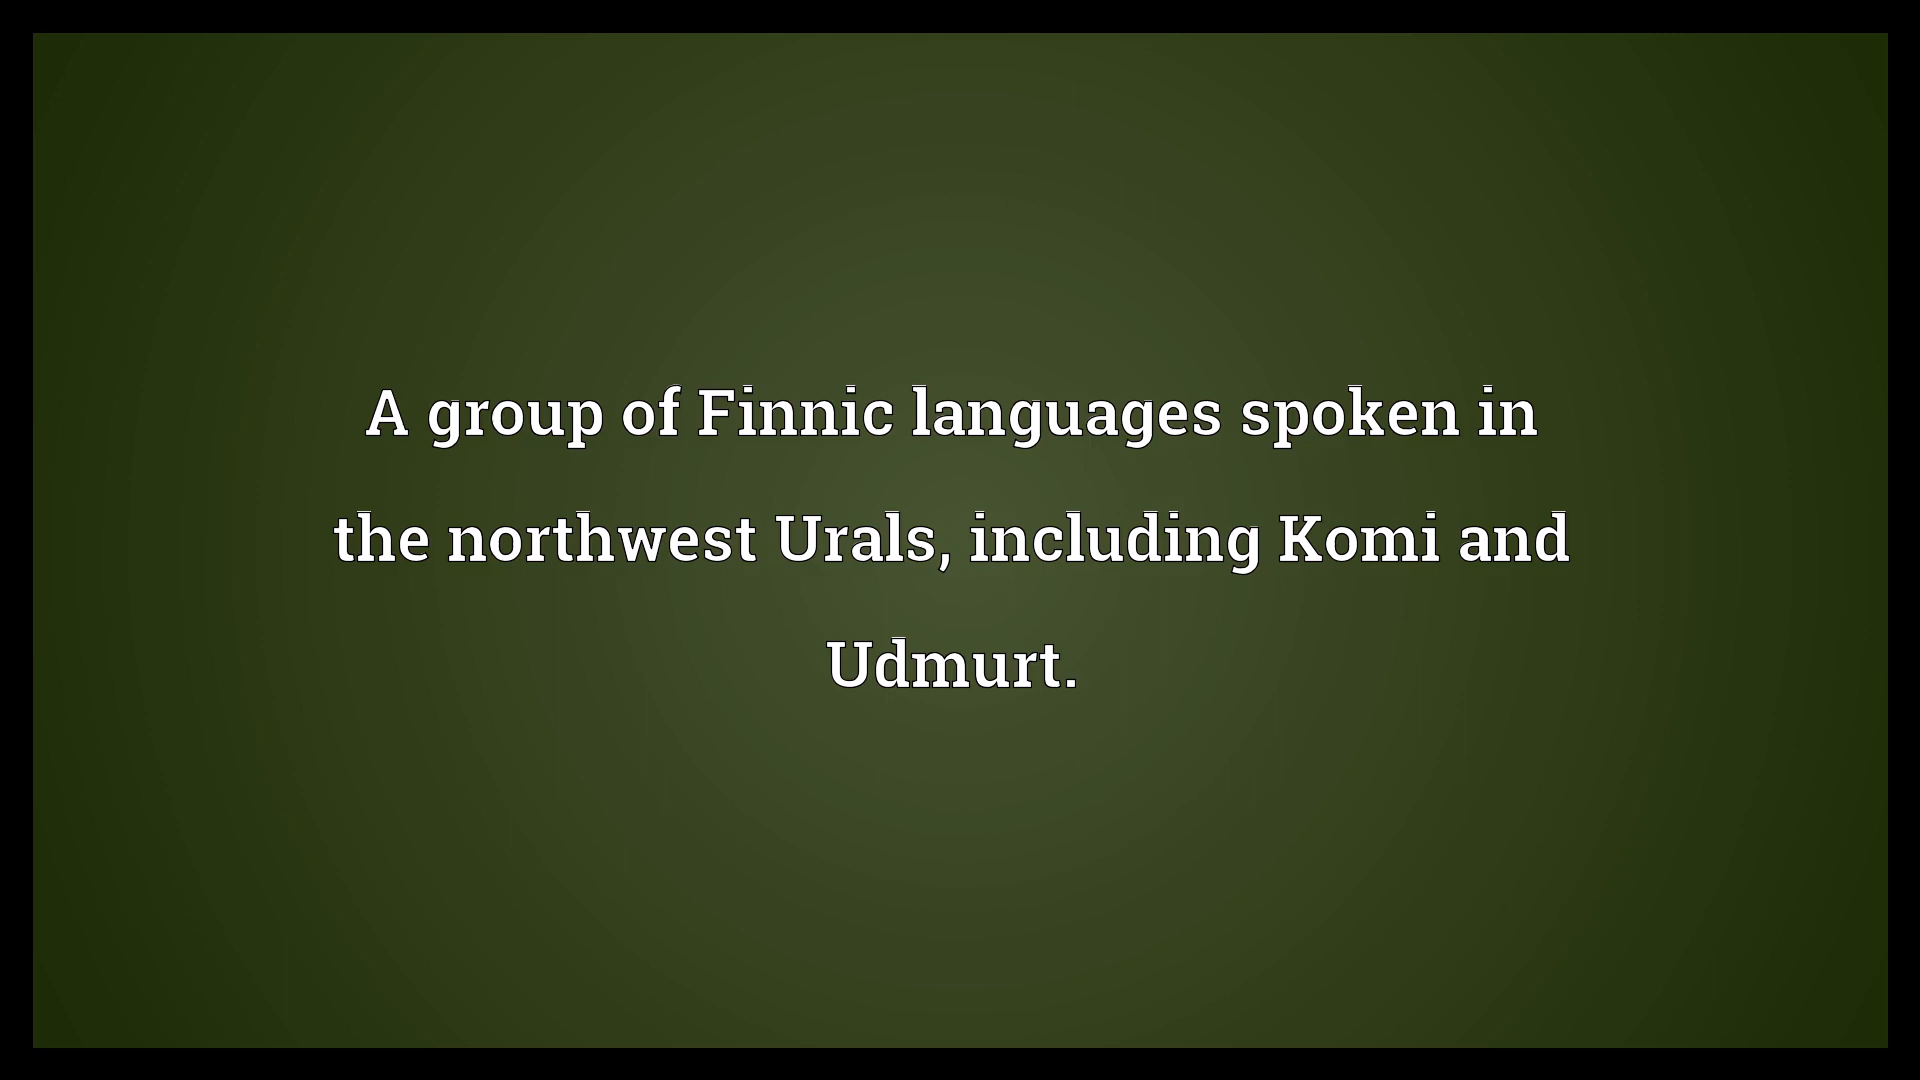 A group of Finnic languages spoken in
the northwest Urals, including Komi and
Udmurt.